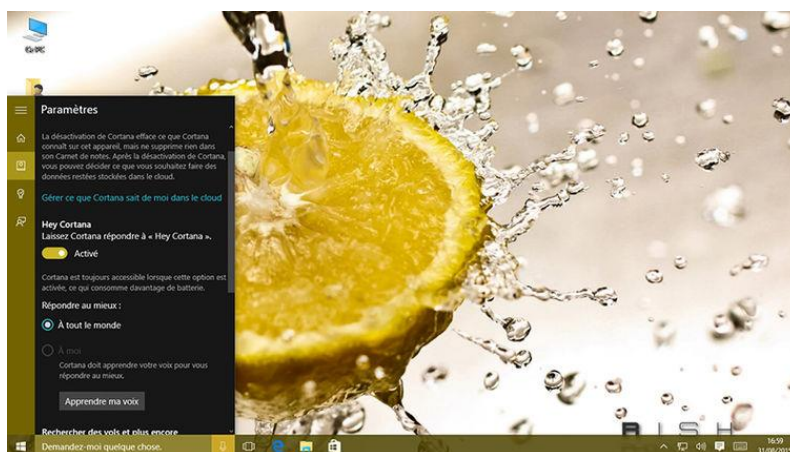 Ce PC
Paramètres
La désactivation de Cortana efface ce que Cortana
connaît sur cet appareil, mais ne supprime rien dans
son Carnet de notes. Après la désactivation de Cortana,
vous pouvez décider ce que vous souhaitez faire des
données restées stockées dans le cloud.
Gérer ce que Cortana sait de moi dans le cloud
Hey Cortana
Laissez Cortana répondre à « Hey Cortana ».
Activé
Cortana est toujours accessible lorsque cette option est
activée, ce qui consomme davantage de batterie.
Répondre au mieux :
À tout le monde
À moi
Cortana doit apprendre votre voix pour vous
répondre au mieux.
Apprendre ma voix
Rechercher des vols et plus encore
Demandez-moi quelque chose.
16:59